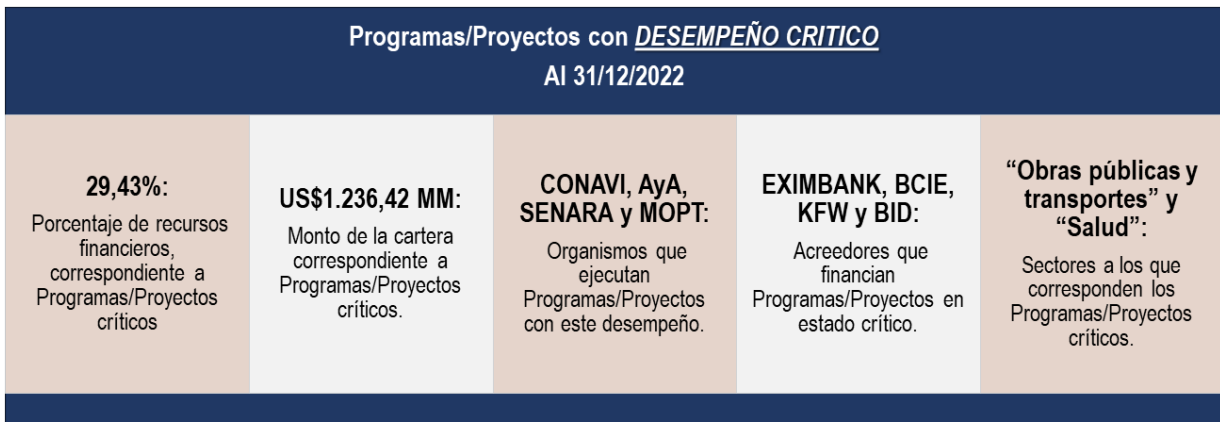 Programas/Proyectos con DESEMPEÑO CRITICO
Al 31/12/2022
29,43%:
Porcentaje de recursos
financieros,
correspondiente a
Programas/Proyectos
críticos
US$1.236,42 MM:
Monto de la cartera
correspondiente a
Programas/Proyectos
críticos.
CONAVI, AyA,
SENARA y MOPT:
Organismos que
ejecutan
Programas/Proyectos
con este desempeño.
EXIMBANK, BCIE,
KFW y BID:
Acreedores que
financian
Programas/Proyectos en
estado crítico.
“Obras públicas y
transportes” y
“Salud”:
Sectores a los que
corresponden los
Programas/Proyectos
críticos.